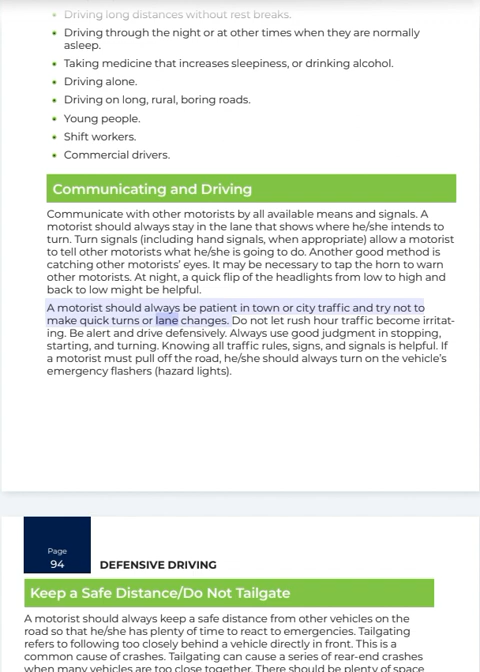 Driving long distances without rest breaks.
Driving through the night or at other times when they are normally
asleep.
Taking medicine that increases sleepiness, or drinking alcohol.
Driving alone.
Driving on long, rural, boring roads.
Young people.
Shift workers.
Commercial drivers.
Communicating and Driving
Communicate with other motorists by all available means and signals. A
motorist should always stay in the lane that shows where he/she intends to
turn. Turn signals (including hand signals, when appropriate) allow a motorist
to tell other motorists what he/she is going to do. Another good method is
catching other motorists' eyes. It may be necessary to tap the horn to warn
other motorists. At night, a quick flip of the headlights from low to high and
back to low might be helpful.
A motorist should always be patient in town or city traffic and try not to
make quick turns or lane changes. Do not let rush hour traffic become irritat-
ing. Be alert and drive defensively. Always use good judgment in stopping,
starting, and turning. Knowing all traffic rules, signs, and signals is helpful. If
a motorist must pull off the road, he/she should always turn on the vehicle's
emergency flashers (hazard lights).
Page
94
DEFENSIVE DRIVING
Keep a Safe Distance/Do Not Tailgate
A motorist should always keep a safe distance from other vehicles on the
road so that he/she has plenty of time to react to emergencies. Tailgating
refers to following too closely behind a vehicle directly in front. This is a
common cause of crashes. Tailgating can cause a series of rear-end crashes
when many vehicles are too close together. There should be plenty of space